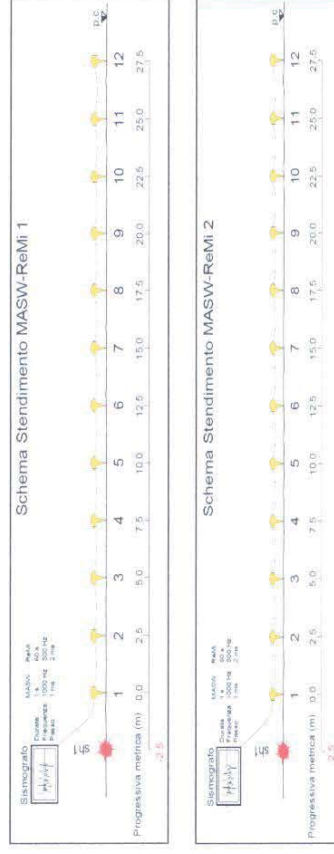 Schema Stendimento MASW-ReMi 1
Sismografo
MASW ReMi
Durata 1 s 60 s
Frequenza 1000 Hz 500 Hz
Passo 1 ms 2 ms
Sh1
p.c.
1 2 3 4 5 6 7 8 9 10 11 12
Progressiva metrica (m) 0.0 2.5 5.0 7.5 10.0 12.5 15.0 17.5 20.0 22.5 25.0 27.5
-2.5
Schema Stendimento MASW-ReMi 2
Sismografo
MASW ReMi
Durata 1 s 60 s
Frequenza 1000 Hz 500 Hz
Passo 1 ms 2 ms
Sh1
p.c.
1 2 3 4 5 6 7 8 9 10 11 12
Progressiva metrica (m) 0.0 2.5 5.0 7.5 10.0 12.5 15.0 17.5 20.0 22.5 25.0 27.5
-2.5